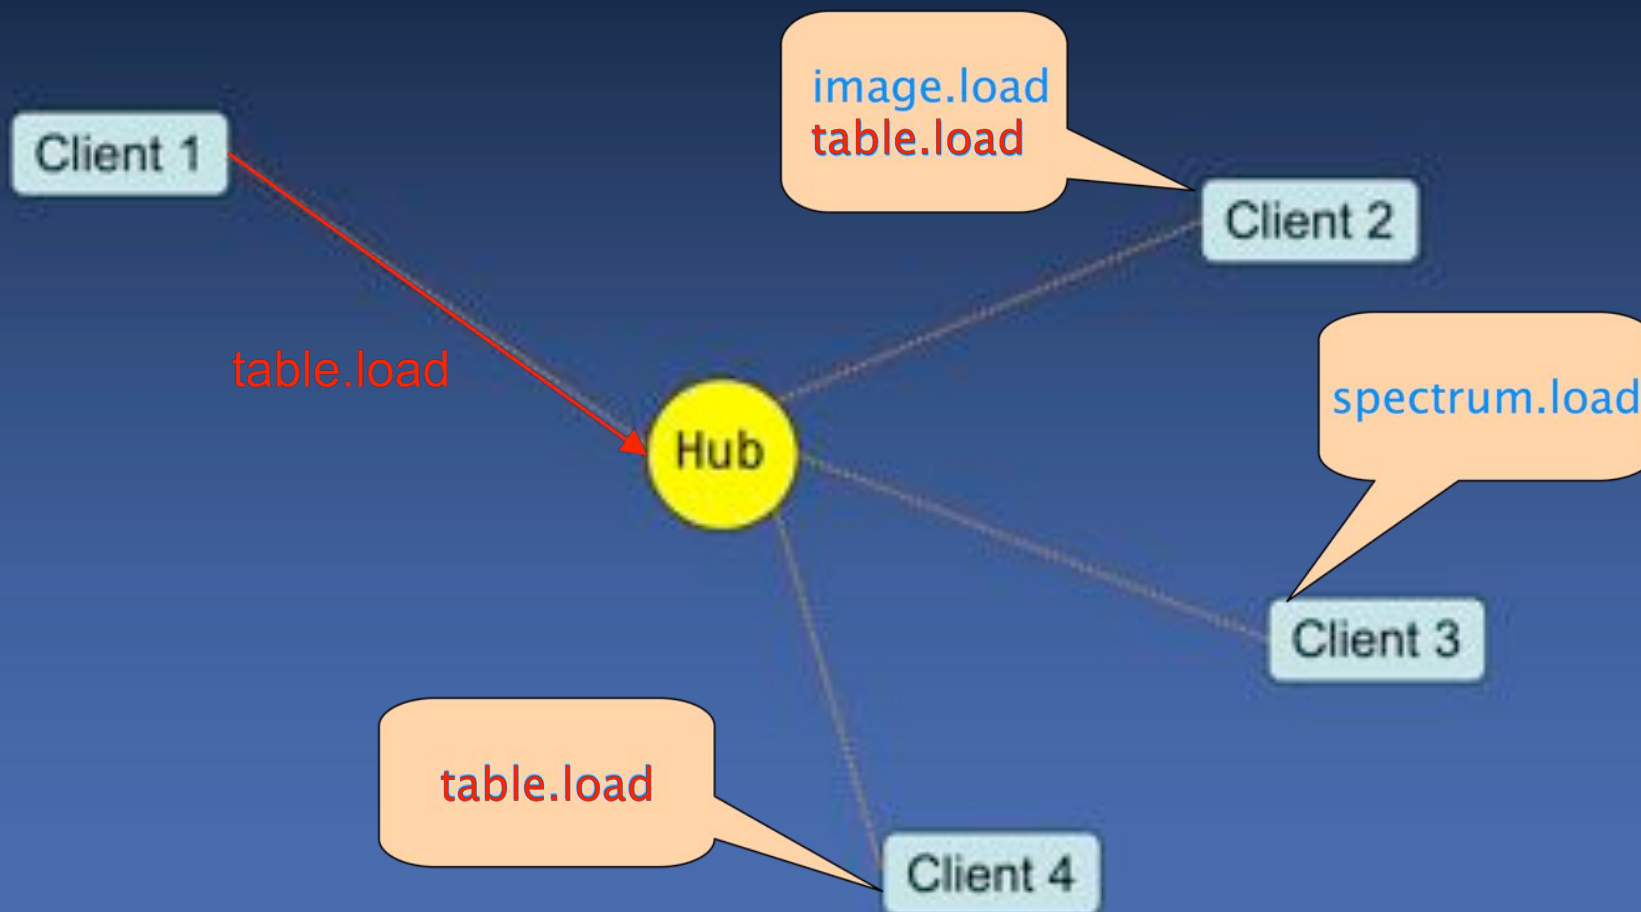 image.load
table.load
Client 1
Client 2
table.load
spectrum.load
Hub
Client 3
table.load
Client 4